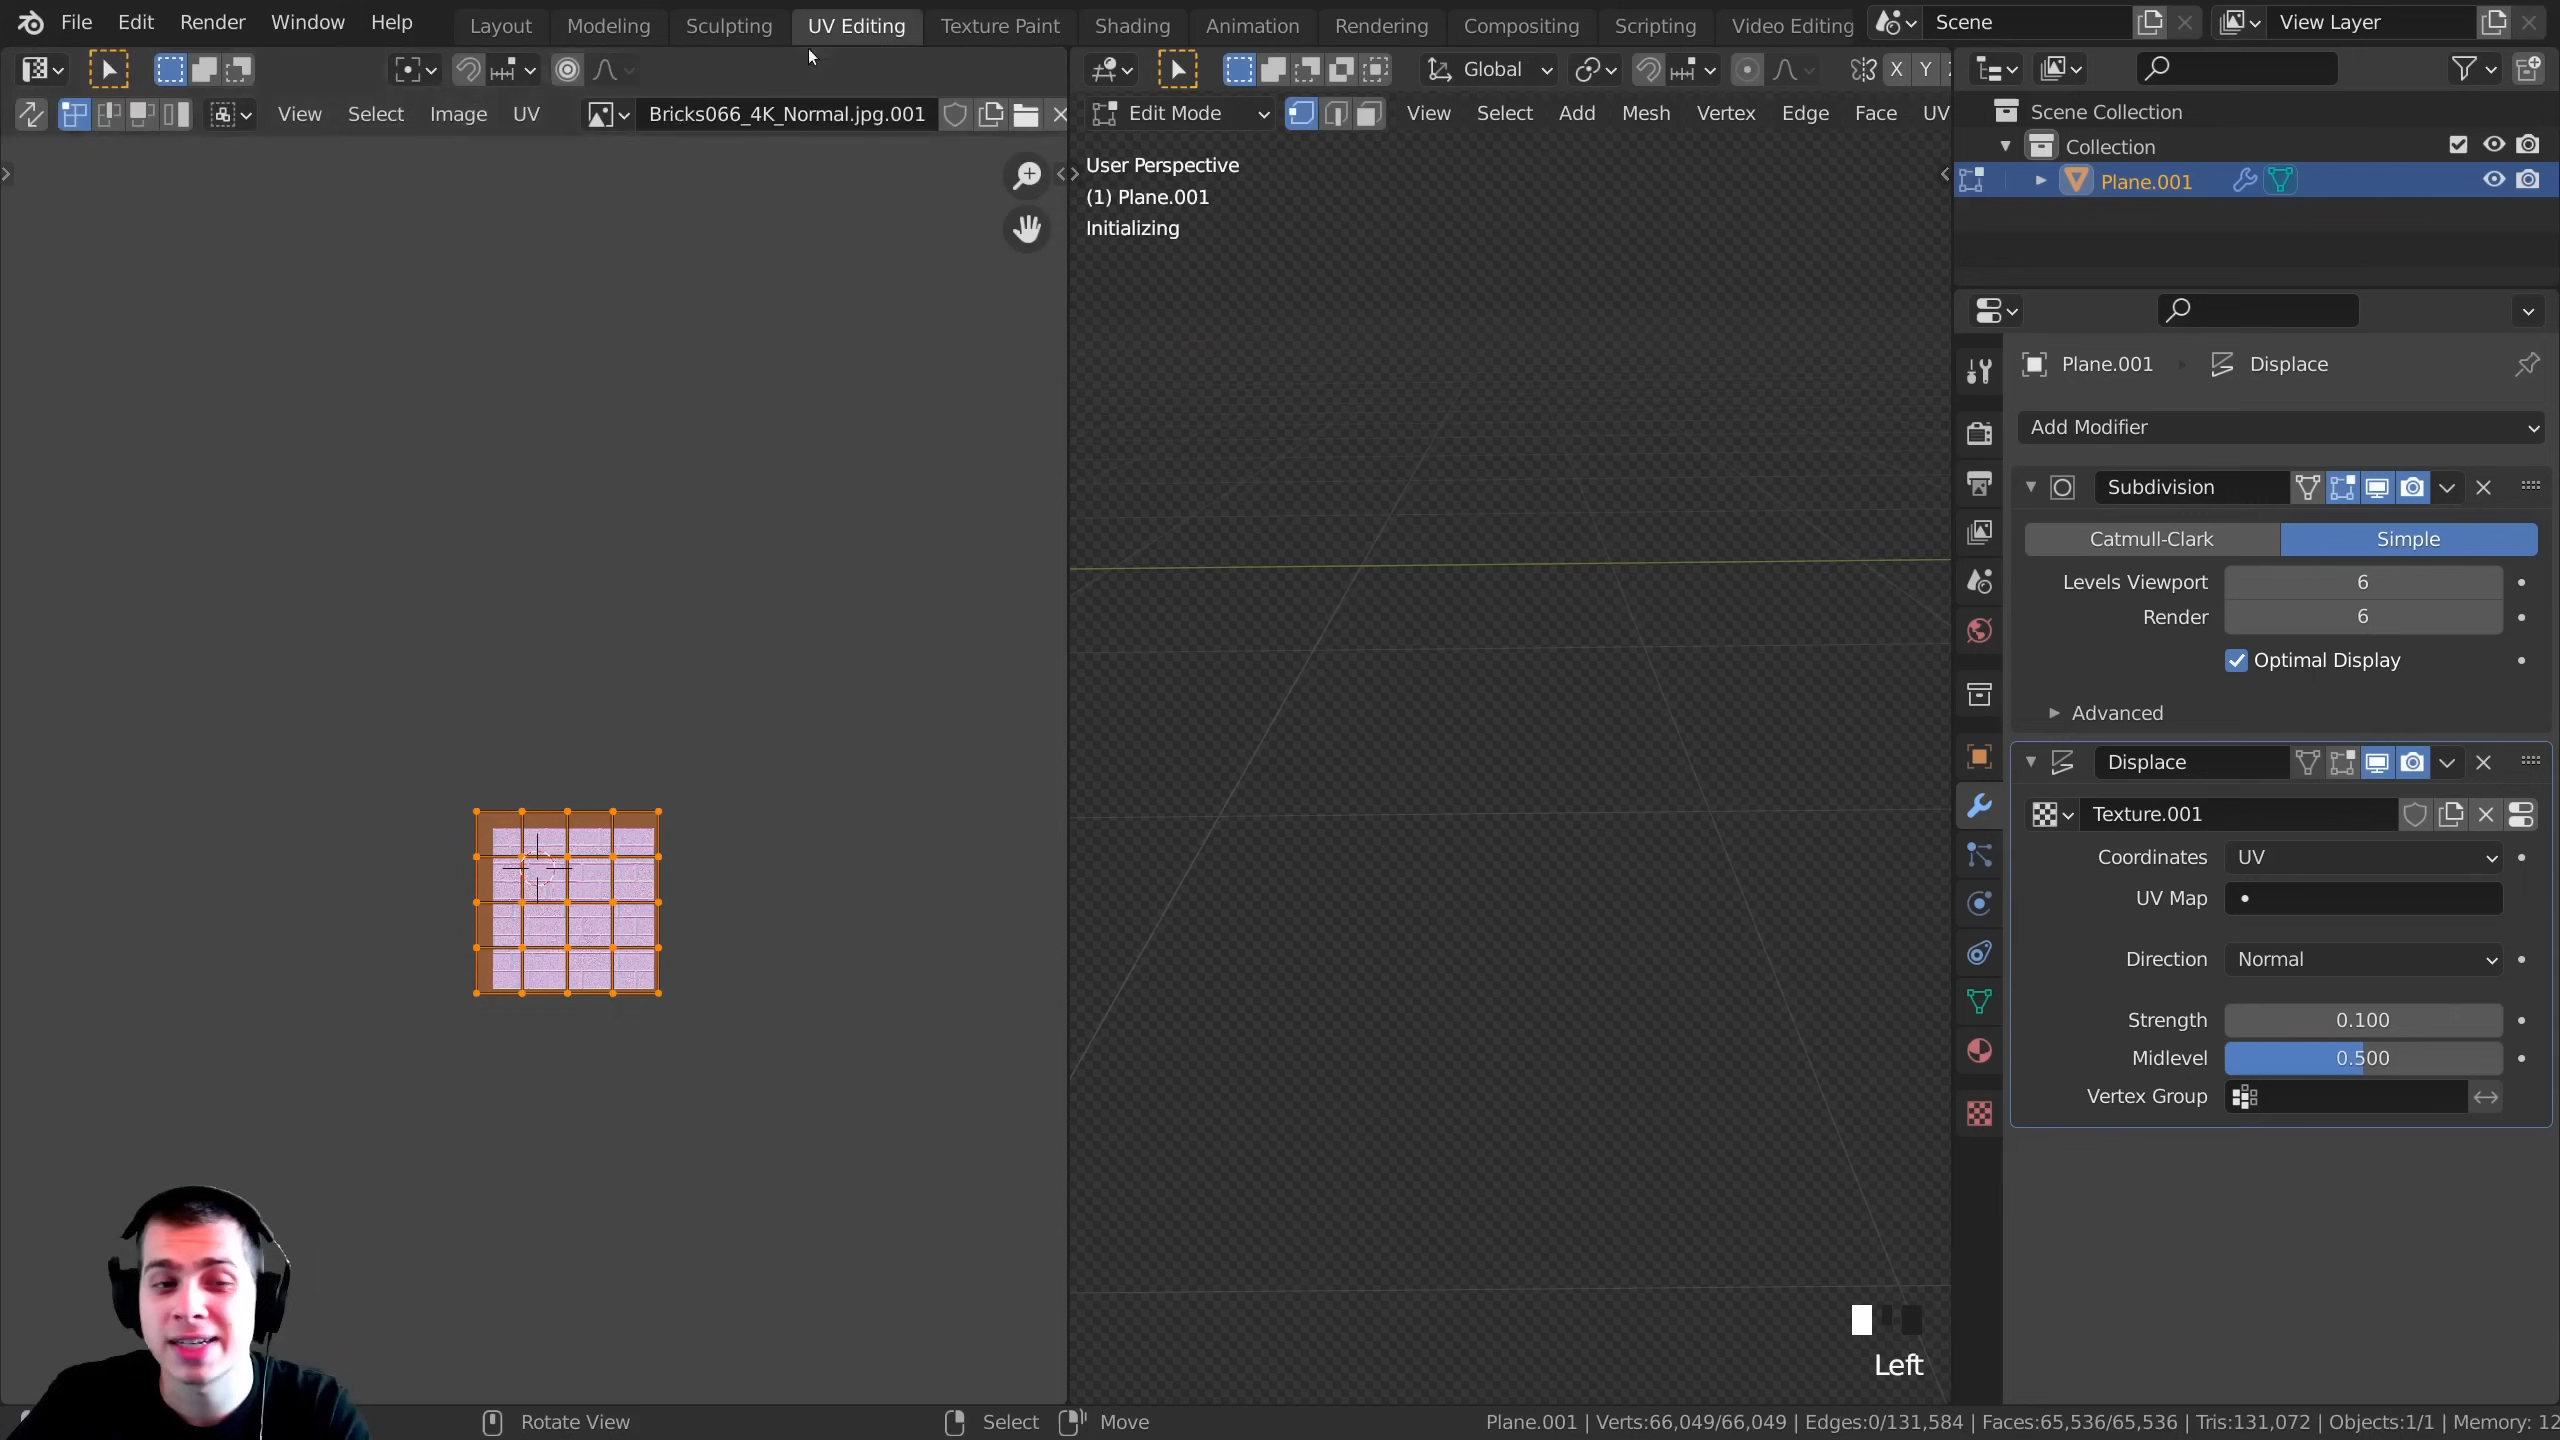 File Edit Render Window Help Layout Modeling Sculpting UV Editing Texture Paint Shading Animation Rendering Compositing Scripting Video Editing Scene View Layer
Global X Y
View Select Image UV Bricks066_4K_Normal.jpg.001
Edit Mode View Select Add Mesh Vertex Edge Face UV
User Perspective
(1) Plane.001
Initializing
Scene Collection
Collection
Plane.001
Plane.001 Displace
Add Modifier
Subdivision
Catmull-Clark Simple
Levels Viewport 6
Render 6
Optimal Display
Advanced
Displace
Texture.001
Coordinates UV
UV Map
Direction Normal
Strength 0.100
Midlevel 0.500
Vertex Group
Left
Rotate View Select Move Plane.001 | Verts:66,049/66,049 | Edges:0/131,584 | Faces:65,536/65,536 | Tris:131,072 | Objects:1/1 | Memory: 12